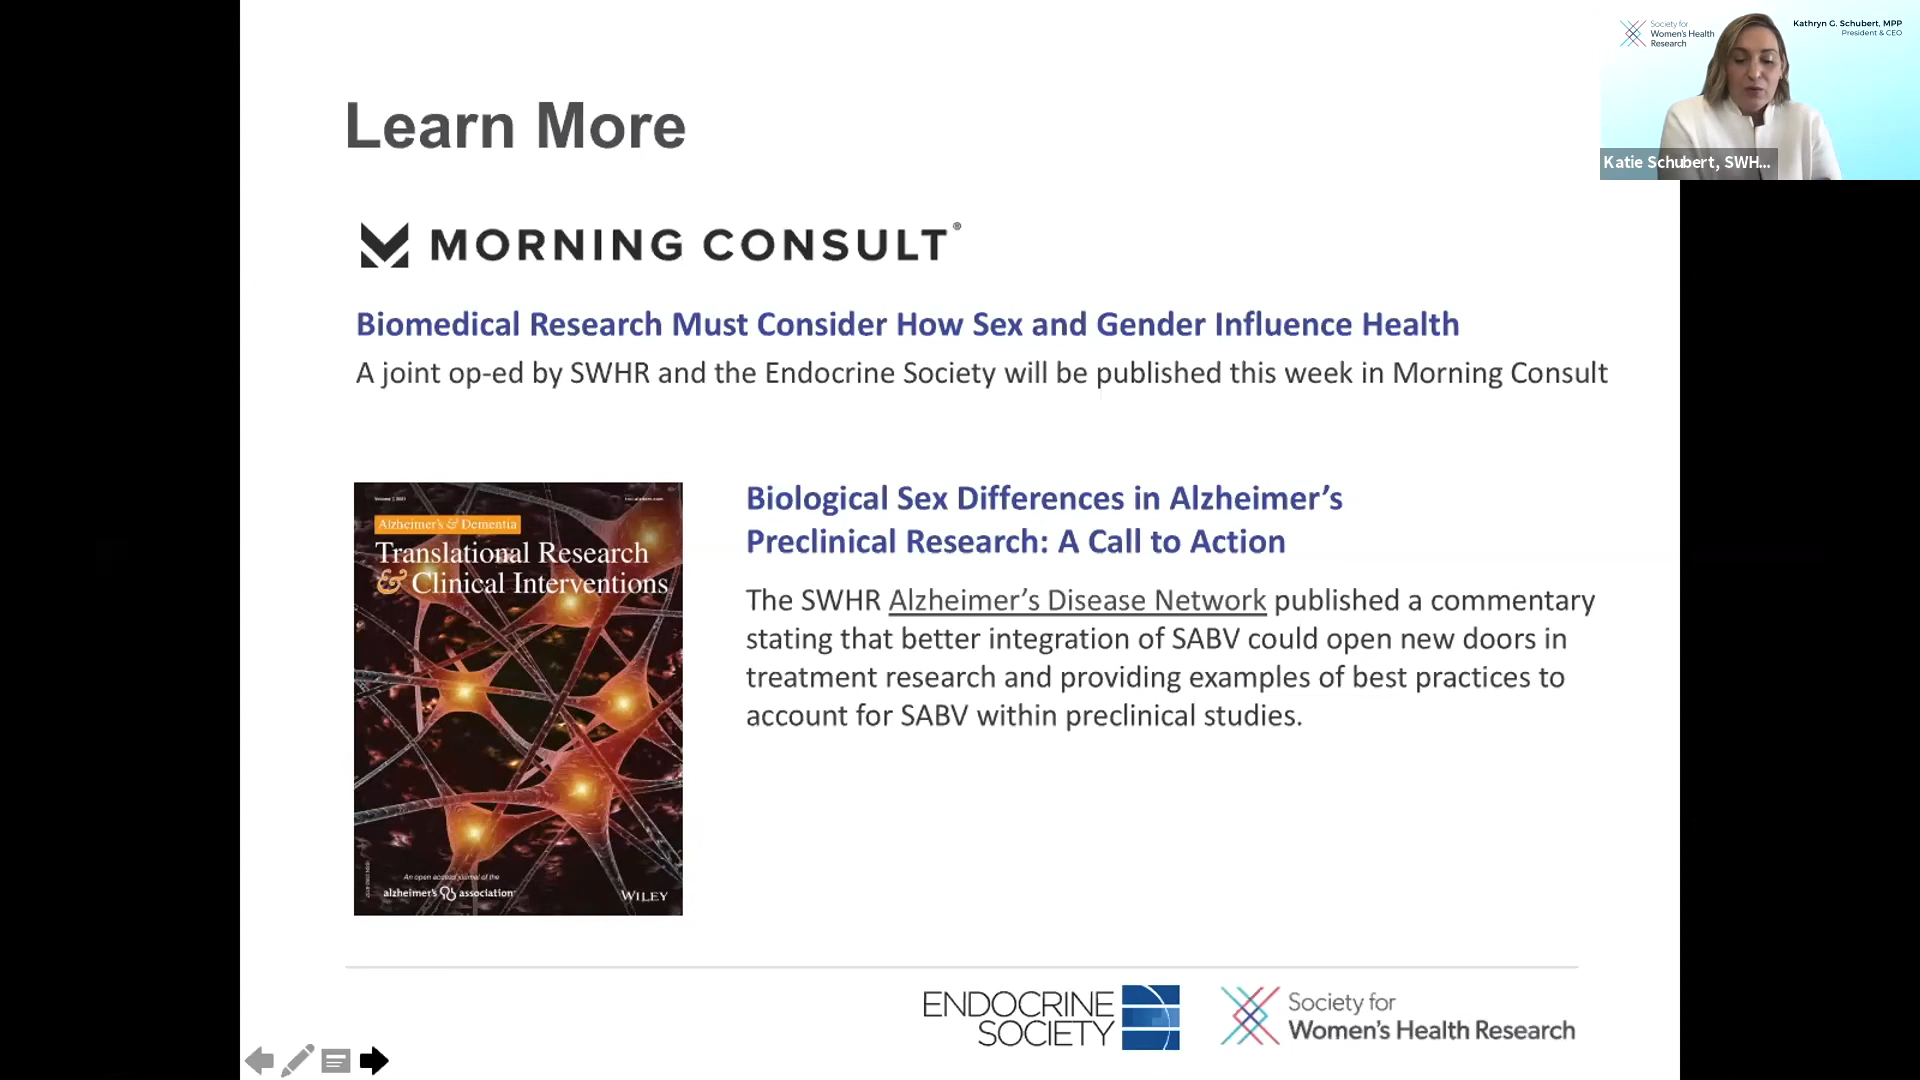 Society for
Women's Health
Research
Kathryn G. Schubert, MPP
President & CEO
Katie Schubert, SWH...
Learn More
MORNING CONSULT®
Biomedical Research Must Consider How Sex and Gender Influence Health
A joint op-ed by SWHR and the Endocrine Society will be published this week in Morning Consult
Alzheimer's & Dementia
Translational Research
& Clinical Interventions
An open access journal of the
alzheimer's association
WILEY
Biological Sex Differences in Alzheimer’s
Preclinical Research: A Call to Action
The SWHR Alzheimer’s Disease Network published a commentary
stating that better integration of SABV could open new doors in
treatment research and providing examples of best practices to
account for SABV within preclinical studies.
ENDOCRINE
SOCIETY
Society for
Women's Health Research